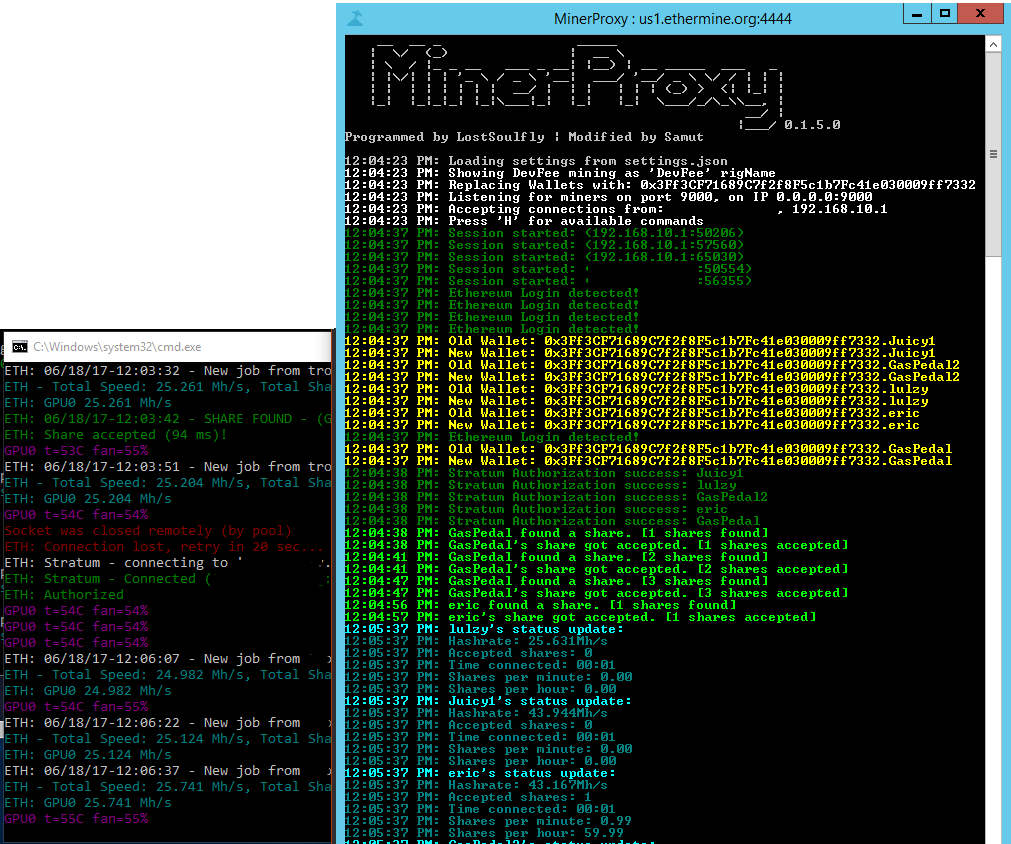 MinerProxy : us1.ethermine.org:4444
MinerProxy
0.1.5.0
Programmed by LostSoulfly | Modified by Samut
12:04:23 PM: Loading settings from settings.json
12:04:23 PM: Showing DevFee mining as 'DevFee' rigName
12:04:23 PM: Replacing Wallets with: 0x3Ff3CF71689C7f2f8F5c1b7Fc41e030009ff7332
12:04:23 PM: Listening for miners on port 9000, on IP 0.0.0.0:9000
12:04:23 PM: Accepting connections from: , 192.168.10.1
12:04:23 PM: Press 'H' for available commands
12:04:37 PM: Session started: (192.168.10.1:50206)
12:04:37 PM: Session started: (192.168.10.1:57560)
12:04:37 PM: Session started: (192.168.10.1:65030)
12:04:37 PM: Session started: ( :50554)
12:04:37 PM: Session started: ( :56355)
12:04:37 PM: Ethereum Login detected!
12:04:37 PM: Ethereum Login detected!
12:04:37 PM: Ethereum Login detected!
12:04:37 PM: Ethereum Login detected!
12:04:37 PM: Old Wallet: 0x3Ff3CF71689C7f2f8F5c1b7Fc41e030009ff7332.Juicy1
12:04:37 PM: New Wallet: 0x3Ff3CF71689C7f2f8F5c1b7Fc41e030009ff7332.Juicy1
12:04:37 PM: Old Wallet: 0x3Ff3CF71689C7f2f8F5c1b7Fc41e030009ff7332.GasPedal2
12:04:37 PM: New Wallet: 0x3Ff3CF71689C7f2f8F5c1b7Fc41e030009ff7332.GasPedal2
12:04:37 PM: Old Wallet: 0x3Ff3CF71689C7f2f8F5c1b7Fc41e030009ff7332.lulzy
12:04:37 PM: New Wallet: 0x3Ff3CF71689C7f2f8F5c1b7Fc41e030009ff7332.lulzy
12:04:37 PM: Old Wallet: 0x3Ff3CF71689C7f2f8F5c1b7Fc41e030009ff7332.eric
12:04:37 PM: New Wallet: 0x3Ff3CF71689C7f2f8F5c1b7Fc41e030009ff7332.eric
12:04:37 PM: Ethereum Login detected!
12:04:37 PM: Old Wallet: 0x3Ff3CF71689C7f2f8F5c1b7Fc41e030009ff7332.GasPedal
12:04:37 PM: New Wallet: 0x3Ff3CF71689C7f2f8F5c1b7Fc41e030009ff7332.GasPedal
12:04:38 PM: Stratum Authorization success: Juicy1
12:04:38 PM: Stratum Authorization success: lulzy
12:04:38 PM: Stratum Authorization success: GasPedal2
12:04:38 PM: Stratum Authorization success: eric
12:04:38 PM: Stratum Authorization success: GasPedal
12:04:38 PM: GasPedal found a share. [1 shares found]
12:04:38 PM: GasPedal's share got accepted. [1 shares accepted]
12:04:41 PM: GasPedal found a share. [2 shares found]
12:04:41 PM: GasPedal's share got accepted. [2 shares accepted]
12:04:47 PM: GasPedal found a share. [3 shares found]
12:04:47 PM: GasPedal's share got accepted. [3 shares accepted]
12:04:56 PM: eric found a share. [1 shares found]
12:04:57 PM: eric's share got accepted. [1 shares accepted]
12:05:37 PM: lulzy's status update:
12:05:37 PM: Hashrate: 25.631Mh/s
12:05:37 PM: Accepted shares: 0
12:05:37 PM: Time connected: 00:01
12:05:37 PM: Shares per minute: 0.00
12:05:37 PM: Shares per hour: 0.00
12:05:37 PM: Juicy1's status update:
12:05:37 PM: Hashrate: 43.944Mh/s
12:05:37 PM: Accepted shares: 0
12:05:37 PM: Time connected: 00:01
12:05:37 PM: Shares per minute: 0.00
12:05:37 PM: Shares per hour: 0.00
12:05:37 PM: eric's status update:
12:05:37 PM: Hashrate: 43.167Mh/s
12:05:37 PM: Accepted shares: 1
12:05:37 PM: Time connected: 00:01
12:05:37 PM: Shares per minute: 0.99
12:05:37 PM: Shares per hour: 59.99
C:\Windows\system32\cmd.exe
ETH: 06/18/17-12:03:32 - New job from tro
ETH - Total Speed: 25.261 Mh/s, Total Sha
ETH: GPU0 25.261 Mh/s
ETH: 06/18/17-12:03:42 - SHARE FOUND - (G
ETH: Share accepted (94 ms)!
GPU0 t=53C fan=55%
ETH: 06/18/17-12:03:51 - New job from tro
ETH - Total Speed: 25.204 Mh/s, Total Sha
ETH: GPU0 25.204 Mh/s
GPU0 t=54C fan=54%
Socket was closed remotely (by pool)
ETH: Connection lost, retry in 20 sec...
ETH: Stratum - connecting to
ETH: Stratum - Connected (
ETH: Authorized
GPU0 t=54C fan=54%
GPU0 t=54C fan=54%
GPU0 t=54C fan=54%
ETH: 06/18/17-12:06:07 - New job from
ETH - Total Speed: 24.982 Mh/s, Total Sha
ETH: GPU0 24.982 Mh/s
GPU0 t=54C fan=55%
ETH: 06/18/17-12:06:22 - New job from
ETH - Total Speed: 25.124 Mh/s, Total Sha
ETH: GPU0 25.124 Mh/s
ETH: 06/18/17-12:06:37 - New job from
ETH - Total Speed: 25.741 Mh/s, Total Sha
ETH: GPU0 25.741 Mh/s
GPU0 t=55C fan=55%